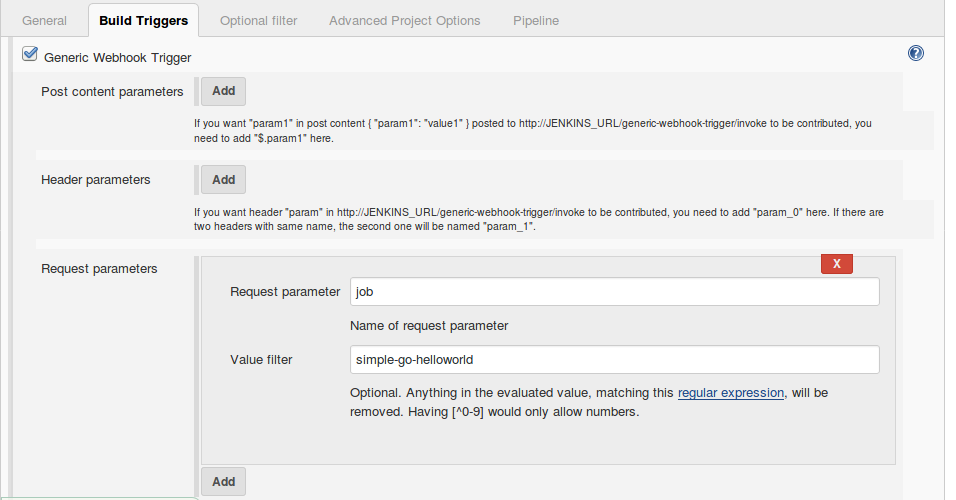 General Build Triggers Optional filter Advanced Project Options Pipeline
Generic Webhook Trigger ?
Post content parameters Add
If you want "param1" in post content { "param1": "value1" } posted to http://JENKINS_URL/generic-webhook-trigger/invoke to be contributed, you
need to add "$.param1" here.
Header parameters Add
If you want header "param" in http://JENKINS_URL/generic-webhook-trigger/invoke to be contributed, you need to add "param_0" here. If there are
two headers with same name, the second one will be named "param_1".
Request parameters
X
Request parameter job
Name of request parameter
Value filter simple-go-helloworld
Optional. Anything in the evaluated value, matching this regular expression, will be
removed. Having [^0-9] would only allow numbers.
Add